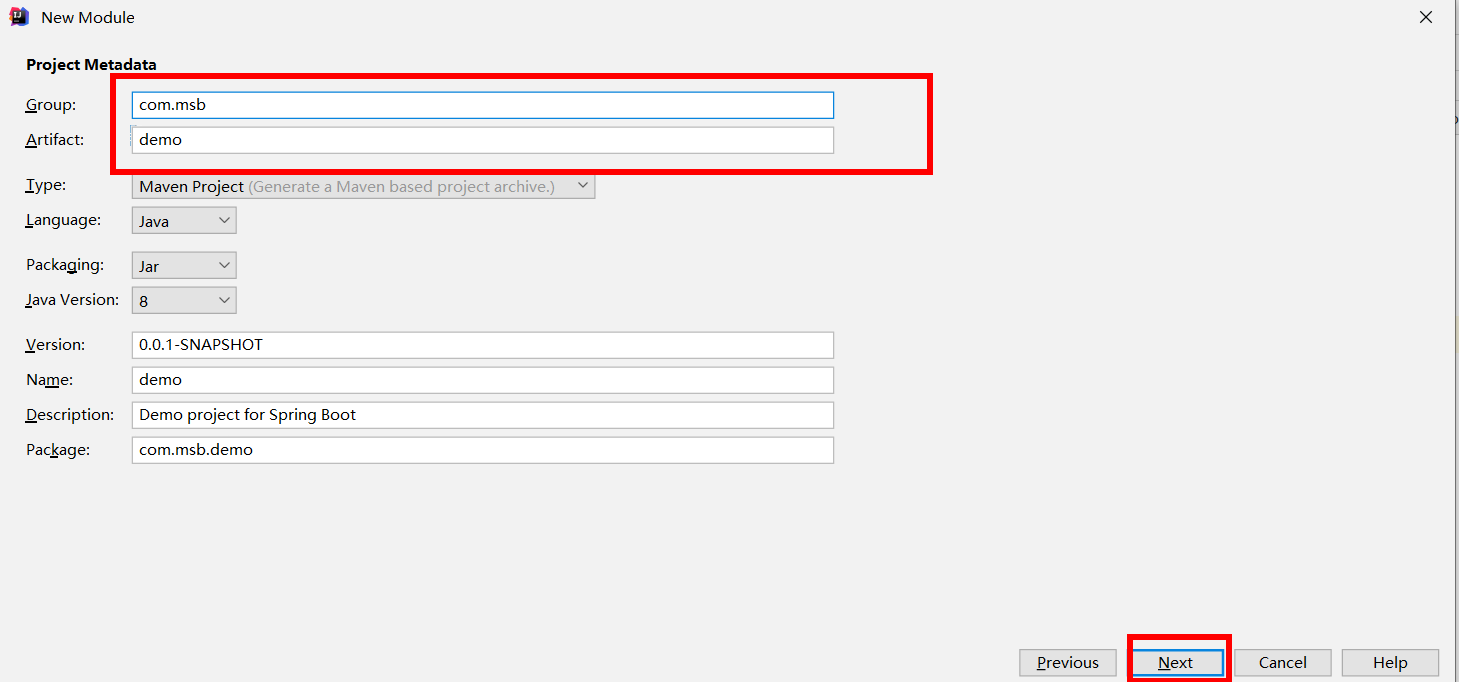 New Module
Project Metadata
Group: com.msb
Artifact: demo
Type: Maven Project (Generate a Maven based project archive.)
Language: Java
Packaging: Jar
Java Version: 8
Version: 0.0.1-SNAPSHOT
Name: demo
Description: Demo project for Spring Boot
Package: com.msb.demo
Previous Next Cancel Help